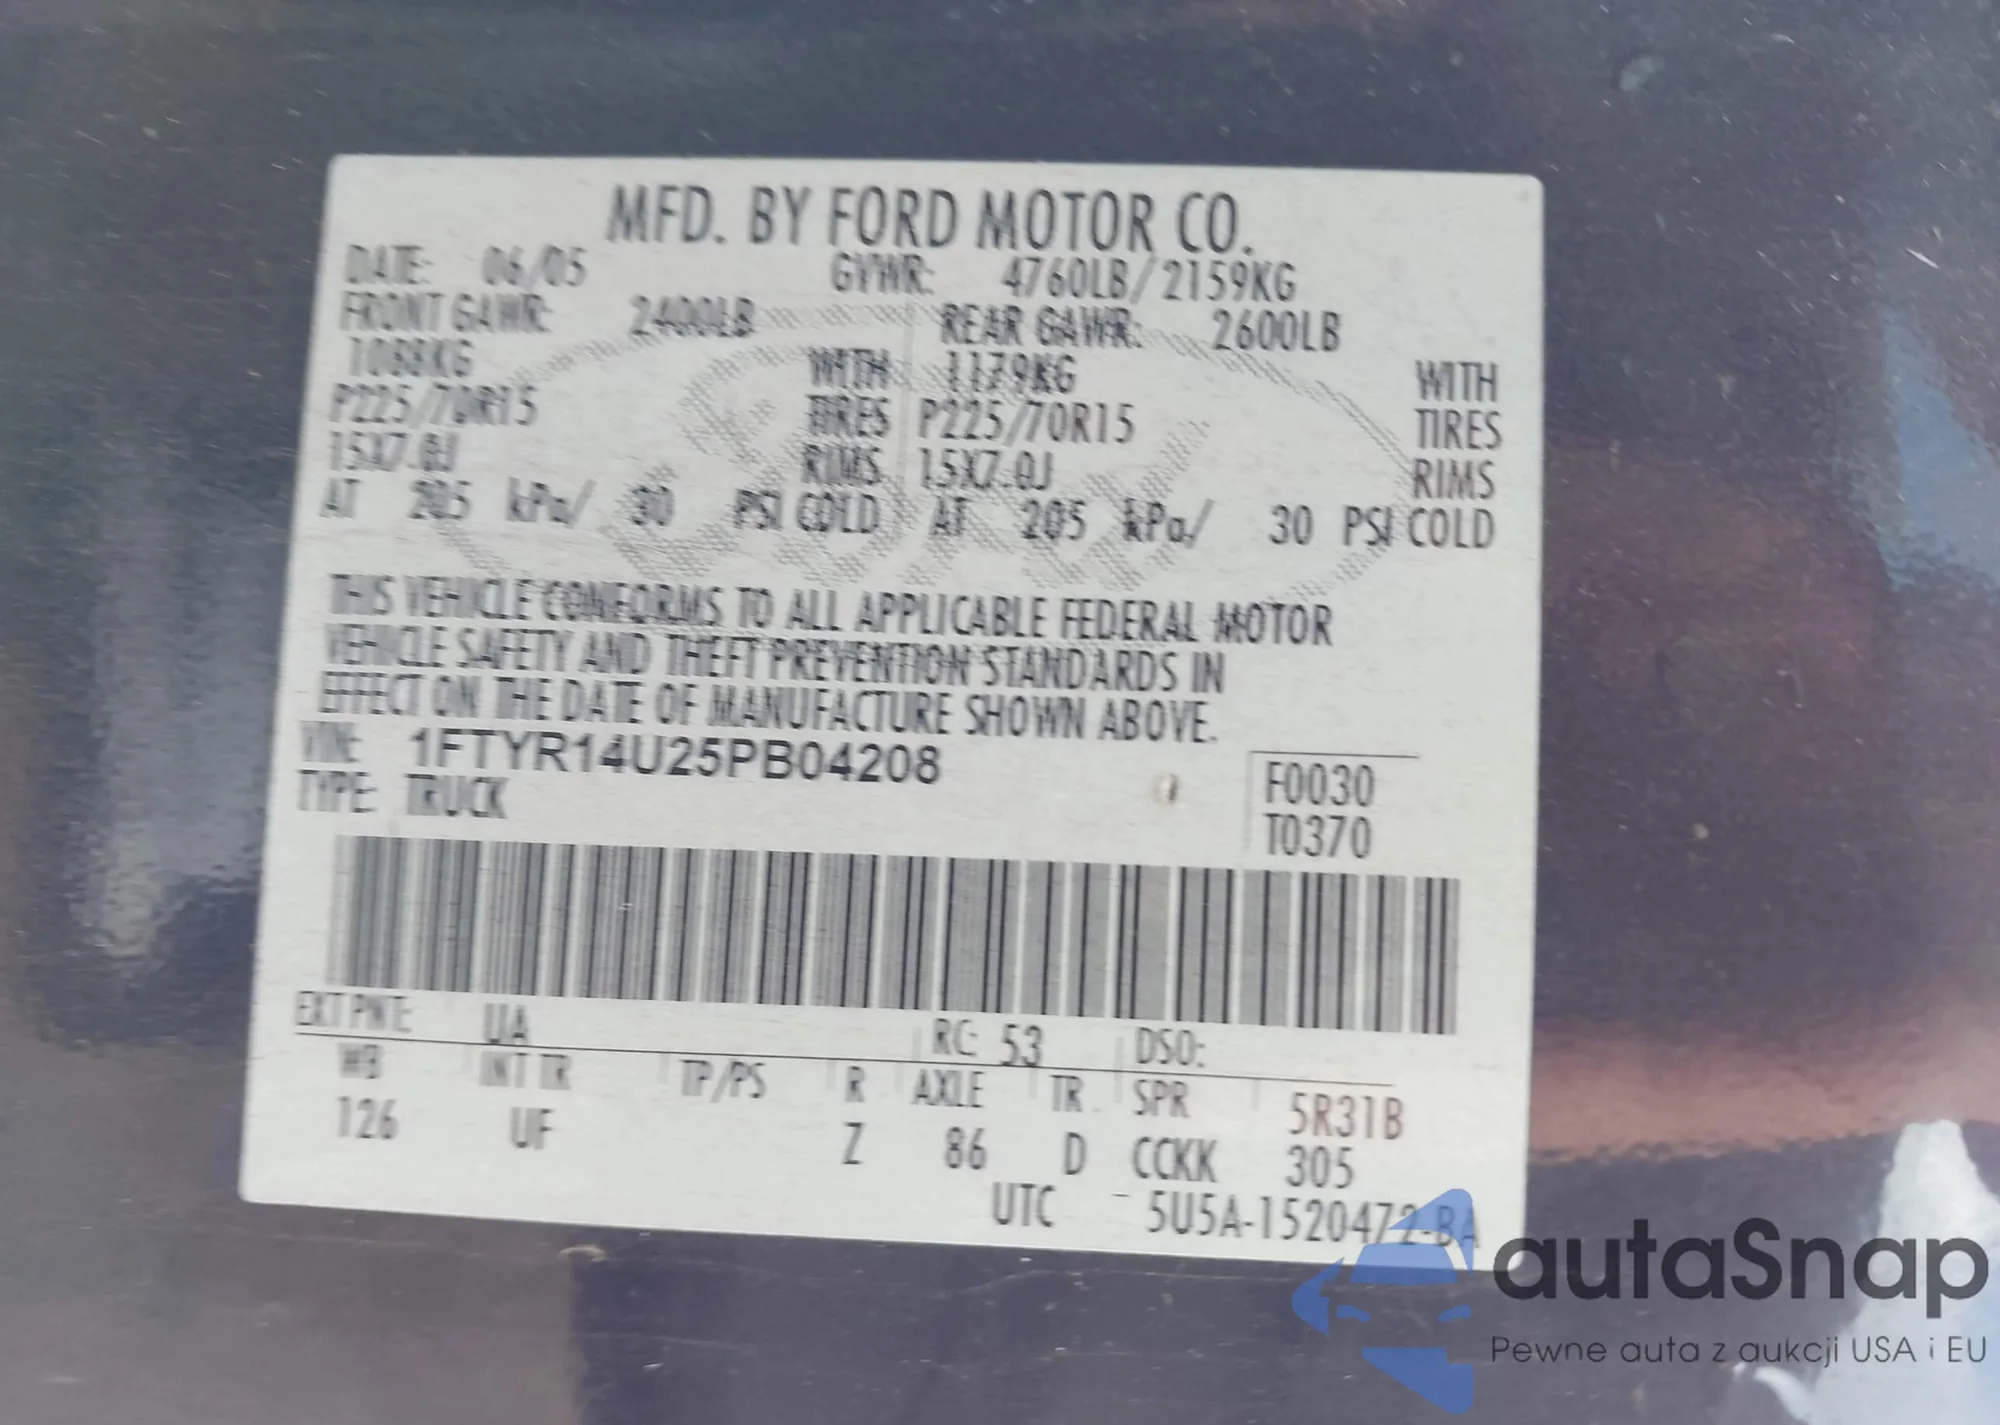 MFD. BY FORD MOTOR CO.
DATE: 06/05 GVWR: 4760LB/2159KG
FRONT GAWR: 2400LB REAR GAWR: 2600LB
1088KG WITH 1179KG WITH
P225/70R15 TIRES P225/70R15 TIRES
15X7.0J RIMS 15X7.0J RIMS
AT 205 kPa/ 30 PSI COLD AT 205 kPa/ 30 PSI COLD
THIS VEHICLE CONFORMS TO ALL APPLICABLE FEDERAL MOTOR
VEHICLE SAFETY AND THEFT PREVENTION STANDARDS IN
EFFECT ON THE DATE OF MANUFACTURE SHOWN ABOVE.
VIN: 1FTYR14U25PB04208 F0030
TYPE: TRUCK T0370
EXT PNT: UA RC: 53 DSO:
WB INT TR TP/PS R AXLE TR SPR 5R31B
126 UF Z 86 D CCKK 305
UTC 5U5A-1520472-BA
autaSnap
Pewne auta z aukcji USA i EU